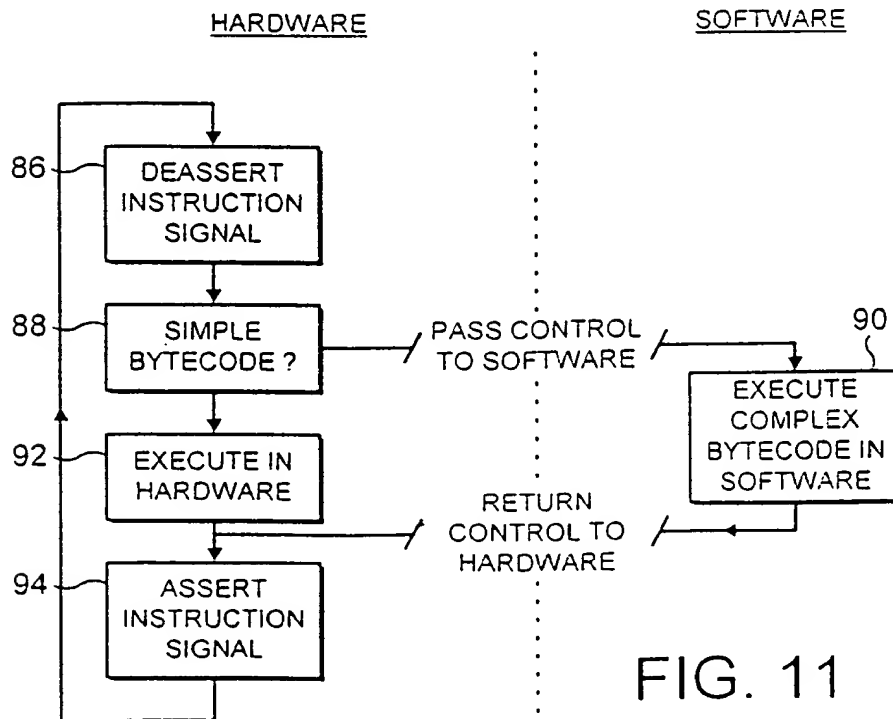 HARDWARE
SOFTWARE
86
DEASSERT
INSTRUCTION
SIGNAL
88
SIMPLE
BYTECODE ?
PASS CONTROL
TO SOFTWARE
90
EXECUTE
COMPLEX
BYTECODE IN
SOFTWARE
92
EXECUTE IN
HARDWARE
RETURN
CONTROL TO
HARDWARE
94
ASSERT
INSTRUCTION
SIGNAL
FIG. 11